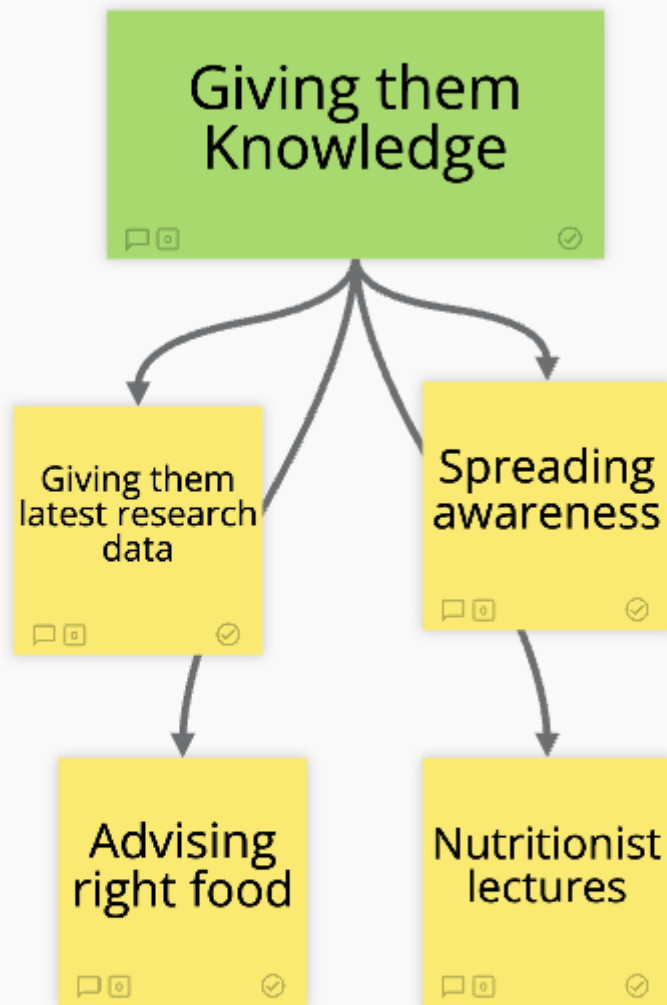 Giving them
Knowledge
Giving them
latest research
data
Spreading
awareness
Advising
right food
Nutritionist
lectures